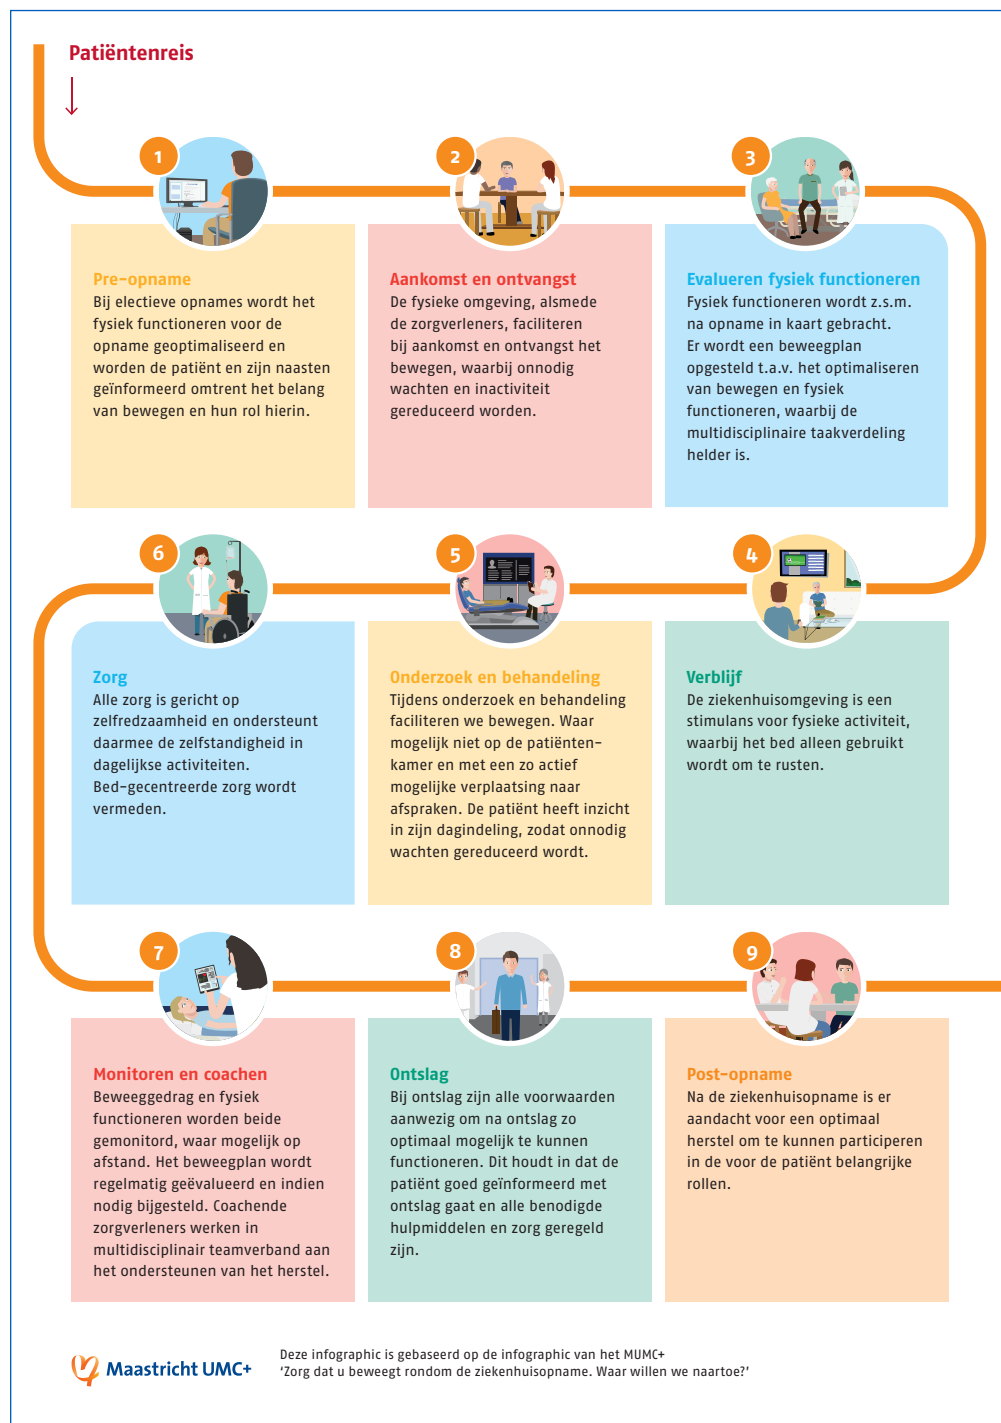 Patiëntenreis
1
Pre-opname
Bij electieve opnames wordt het
fysiek functioneren voor de
opname geoptimaliseerd en
worden de patiënt en zijn naasten
geïnformeerd omtrent het belang
van bewegen en hun rol hierin.
2
Aankomst en ontvangst
De fysieke omgeving, alsmede
de zorgverleners, faciliteren
bij aankomst en ontvangst het
bewegen, waarbij onnodig
wachten en inactiviteit
gereduceerd worden.
3
Evalueren fysiek functioneren
Fysiek functioneren wordt z.s.m.
na opname in kaart gebracht.
Er wordt een beweegplan
opgesteld t.a.v. het optimaliseren
van bewegen en fysiek
functioneren, waarbij de
multidisciplinaire taakverdeling
helder is.
4
Verblijf
De ziekenhuisomgeving is een
stimulans voor fysieke activiteit,
waarbij het bed alleen gebruikt
wordt om te rusten.
5
Onderzoek en behandeling
Tijdens onderzoek en behandeling
faciliteren we bewegen. Waar
mogelijk niet op de patiënten-
kamer en met een zo actief
mogelijke verplaatsing naar
afspraken. De patiënt heeft inzicht
in zijn dagindeling, zodat onnodig
wachten gereduceerd wordt.
6
Zorg
Alle zorg is gericht op
zelfredzaamheid en ondersteunt
daarmee de zelfstandigheid in
dagelijkse activiteiten.
Bed-gecentreerde zorg wordt
vermeden.
7
Monitoren en coachen
Beweeggedrag en fysiek
functioneren worden beide
gemonitord, waar mogelijk op
afstand. Het beweegplan wordt
regelmatig geëvalueerd en indien
nodig bijgesteld. Coachende
zorgverleners werken in
multidisciplinair teamverband aan
het ondersteunen van het herstel.
8
Ontslag
Bij ontslag zijn alle voorwaarden
aanwezig om na ontslag zo
optimaal mogelijk te kunnen
functioneren. Dit houdt in dat de
patiënt goed geïnformeerd met
ontslag gaat en alle benodigde
hulpmiddelen en zorg geregeld
zijn.
9
Post-opname
Na de ziekenhuisopname is er
aandacht voor een optimaal
herstel om te kunnen participeren
in de voor de patiënt belangrijke
rollen.
Maastricht UMC+
Deze infographic is gebaseerd op de infographic van het MUMC+
‘Zorg dat u beweegt rondom de ziekenhuisopname. Waar willen we naartoe?’